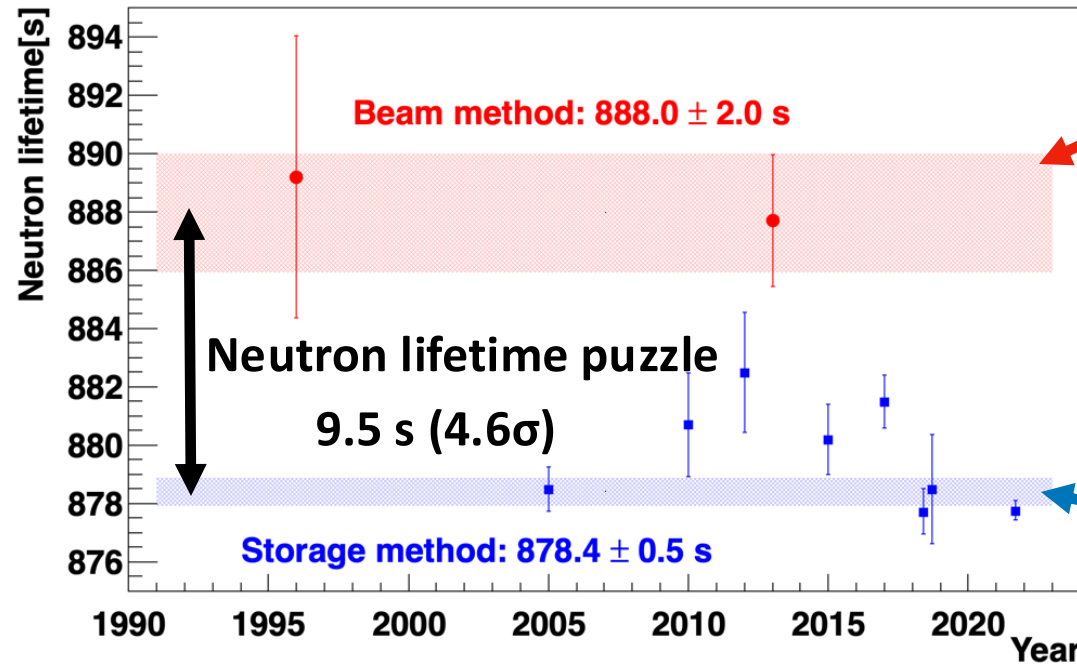 Neutron lifetime[s]
894
892
890
888
886
884
882
880
878
876
Beam method: 888.0 ± 2.0 s
Neutron lifetime puzzle
9.5 s (4.6σ)
Storage method: 878.4 ± 0.5 s
1990 1995 2000 2005 2010 2015 2020
Year